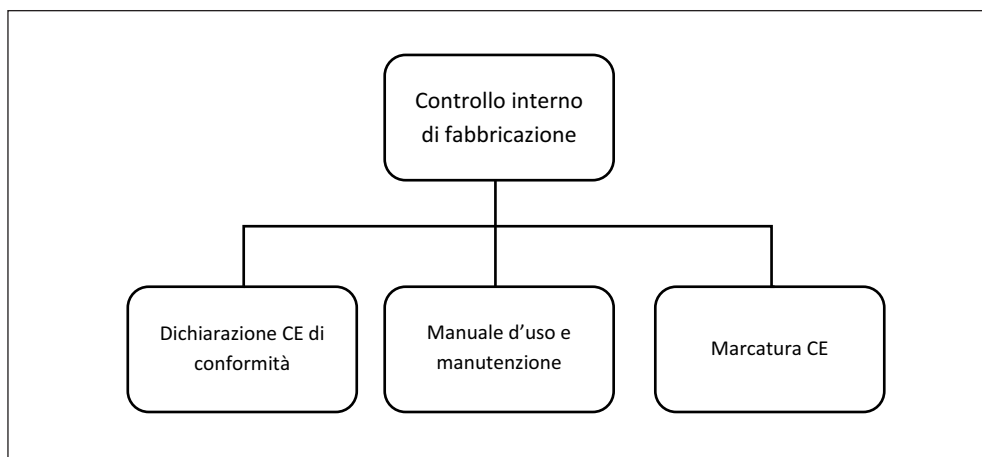 Controllo interno
di fabbricazione
Dichiarazione CE di
conformità
Manuale d’uso e
manutenzione
Marcatura CE